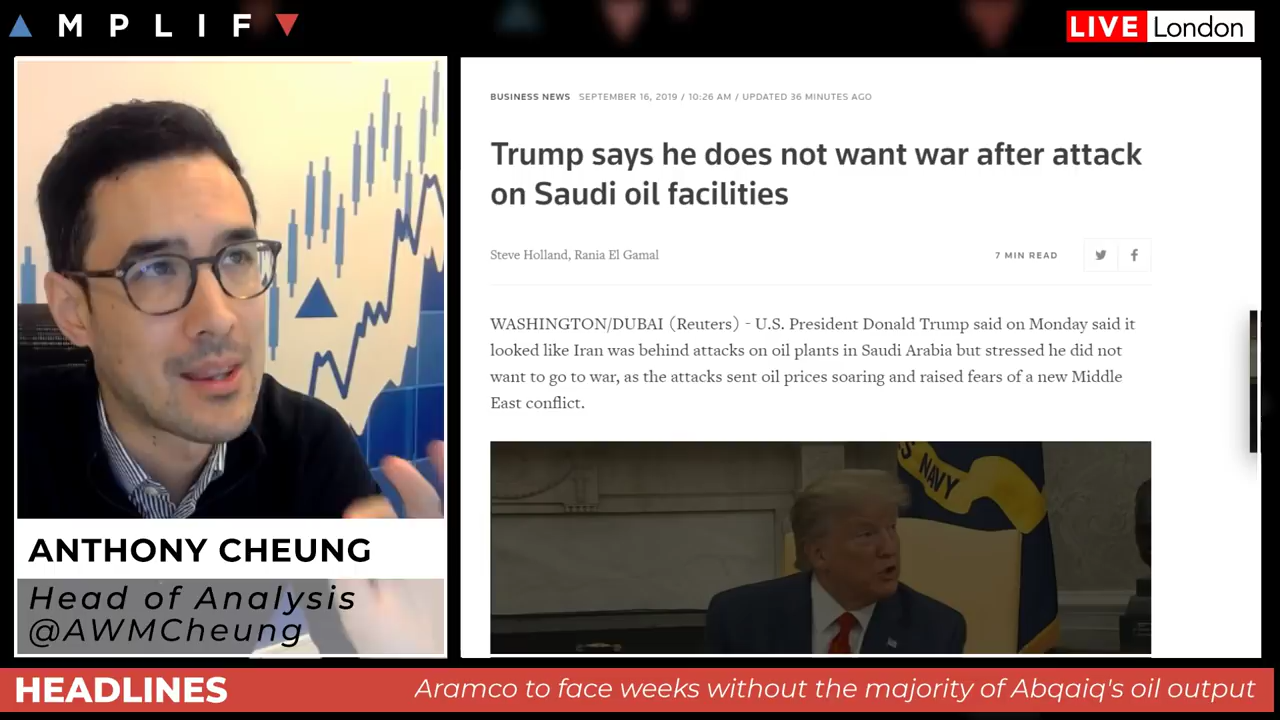 ▲ M P L I F ▼
LIVE London
BUSINESS NEWS SEPTEMBER 16, 2019 / 10:26 AM / UPDATED 36 MINUTES AGO
Trump says he does not want war after attack
on Saudi oil facilities
Steve Holland, Rania El Gamal
7 MIN READ
WASHINGTON/DUBAI (Reuters) - U.S. President Donald Trump said on Monday said it
looked like Iran was behind attacks on oil plants in Saudi Arabia but stressed he did not
want to go to war, as the attacks sent oil prices soaring and raised fears of a new Middle
East conflict.
S NAVY
ANTHONY CHEUNG
Head of Analysis
@AWMCheung
HEADLINES
Aramco to face weeks without the majority of Abqaiq's oil output